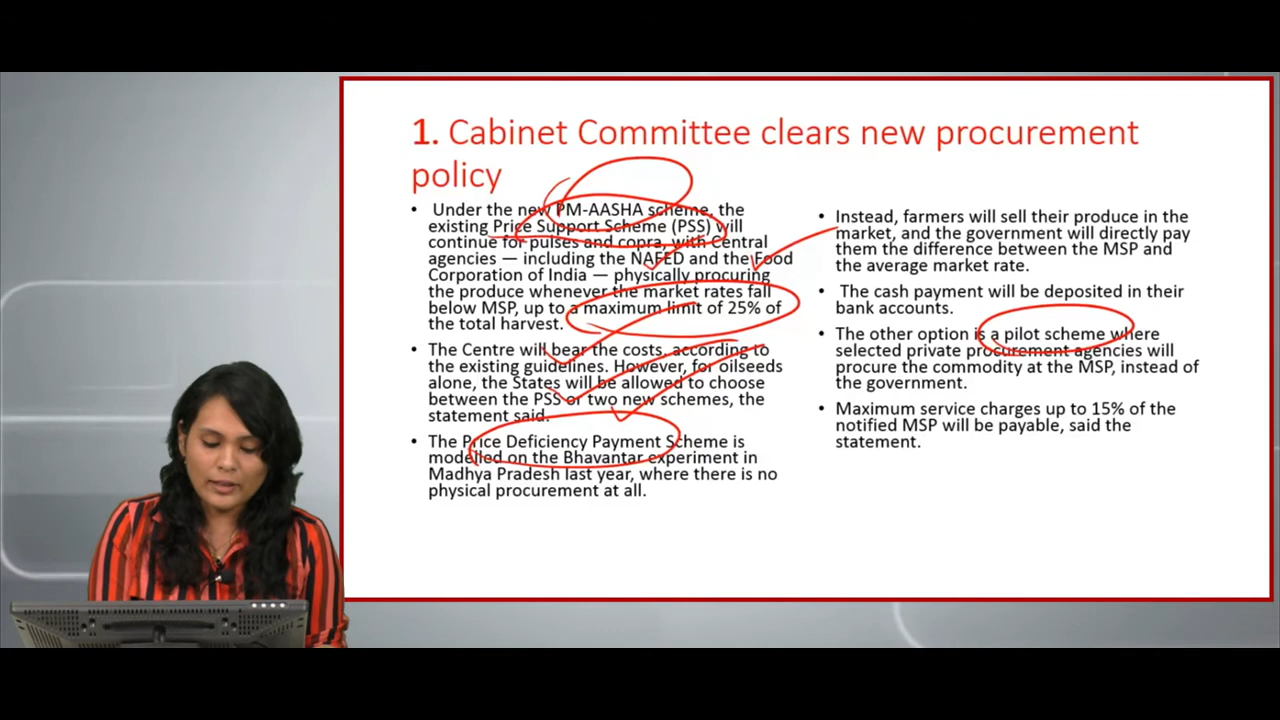 1. Cabinet Committee clears new procurement
policy
• Under the new PM-AASHA scheme, the
existing Price Support Scheme (PSS) will
continue for pulses and copra, with Central
agencies — including the NAFED and the Food
Corporation of India — physically procuring
the produce whenever the market rates fall
below MSP, up to a maximum limit of 25% of
the total harvest.
• The Centre will bear the costs, according to
the existing guidelines. However, for oilseeds
alone, the States will be allowed to choose
between the PSS or two new schemes, the
statement said.
• The Price Deficiency Payment Scheme is
modelled on the Bhavantar experiment in
Madhya Pradesh last year, where there is no
physical procurement at all.
• Instead, farmers will sell their produce in the
market, and the government will directly pay
them the difference between the MSP and
the average market rate.
• The cash payment will be deposited in their
bank accounts.
• The other option is a pilot scheme where
selected private procurement agencies will
procure the commodity at the MSP, instead of
the government.
• Maximum service charges up to 15% of the
notified MSP will be payable, said the
statement.